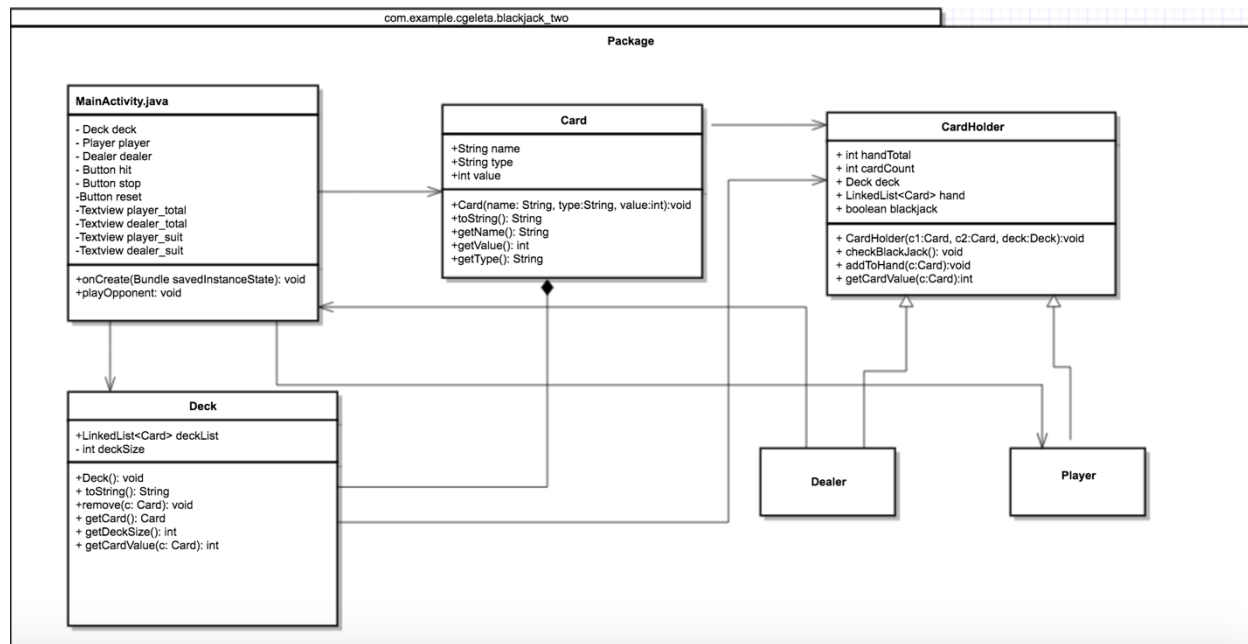 com.example.cgeleta.blackjack_two
Package
MainActivity.java
- Deck deck
- Player player
- Dealer dealer
- Button hit
- Button stop
-Button reset
-Textview player_total
-Textview dealer_total
-Textview player_suit
-Textview dealer_suit
+onCreate(Bundle savedInstanceState): void
+playOpponent: void
Card
+String name
+String type
+int value
+Card(name: String, type:String, value:int):void
+toString(): String
+getName(): String
+getValue(): int
+getType(): String
CardHolder
+ int handTotal
+ int cardCount
+ Deck deck
+ LinkedList<Card> hand
+ boolean blackjack
+ CardHolder(c1:Card, c2:Card, deck:Deck):void
+ checkBlackJack(): void
+ addToHand(c:Card):void
+ getCardValue(c:Card):int
Deck
+LinkedList<Card> deckList
- int deckSize
+Deck(): void
+ toString(): String
+remove(c: Card): void
+ getCard(): Card
+ getDeckSize(): int
+ getCardValue(c: Card): int
Dealer
Player